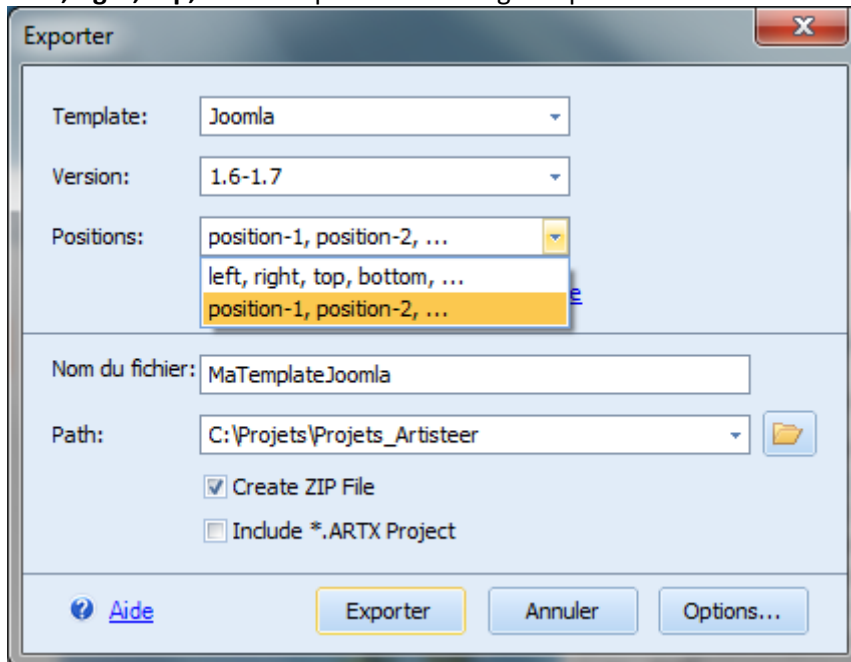 Exporter
Template: Joomla
Version: 1.6-1.7
Positions: position-1, position-2, ...
left, right, top, bottom, ...
position-1, position-2, ...
Nom du fichier: MaTemplateJoomla
Path: C:\Projets\Projets_Artisteer
Create ZIP File
Include *.ARTX Project
Aide Exporter Annuler Options...